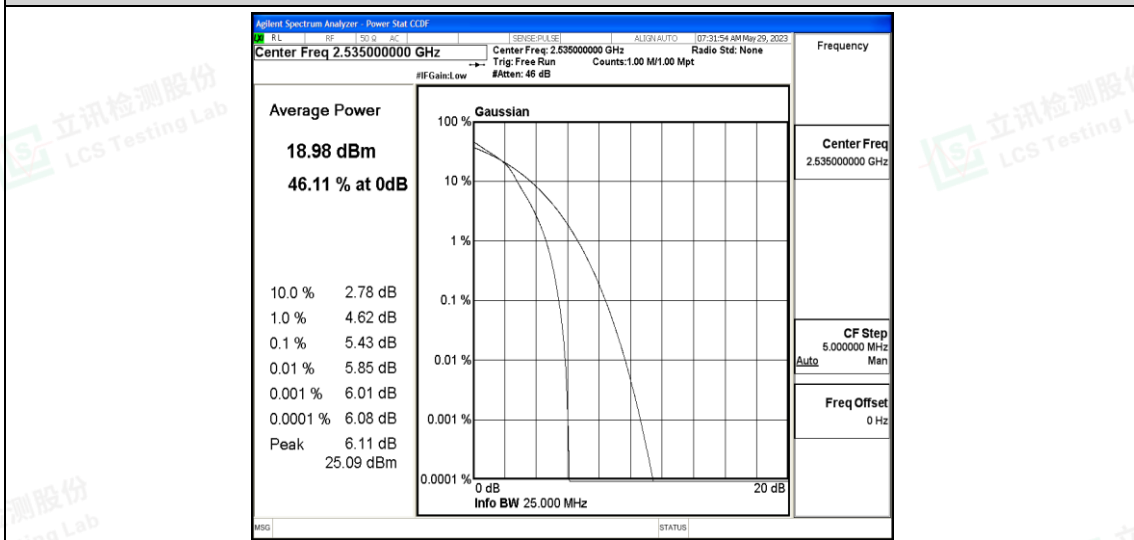 Agilent Spectrum Analyzer - Power Stat CCDF
RL RF 50 Ω AC SENSE:PULSE ALIGNAUTO 07:31:54 AM May 29, 2023
Center Freq 2.535000000 GHz
Center Freq: 2.535000000 GHz Radio Std: None
Trig: Free Run Counts:1.00 M/1.00 Mpt
#IFGain:Low #Atten: 46 dB
Frequency
Average Power
18.98 dBm
46.11 % at 0dB
10.0 % 2.78 dB
1.0 % 4.62 dB
0.1 % 5.43 dB
0.01 % 5.85 dB
0.001 % 6.01 dB
0.0001 % 6.08 dB
Peak 6.11 dB
25.09 dBm
Gaussian
100 %
10 %
1 %
0.1 %
0.01 %
0.001 %
0.0001 %
0 dB 20 dB
Info BW 25.000 MHz
Center Freq
2.535000000 GHz
CF Step
5.000000 MHz
Auto Man
Freq Offset
0 Hz
MSG STATUS
立讯检测股份
LCS Testing Lab
立讯检测股份
LCS Testing L
测股份
ng Lab